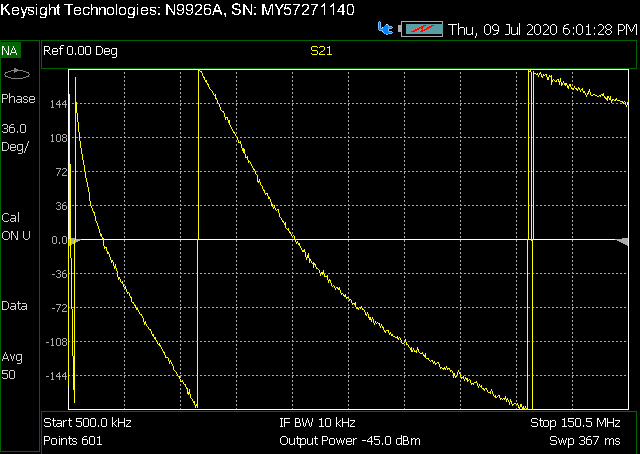 Keysight Technologies: N9926A, SN: MY57271140
Thu, 09 Jul 2020 6:01:28 PM
NA
Ref 0.00 Deg
S21
Phase
36.0
Deg/
Cal
ON U
Data
Avg
50
144
108
72
36
0.0
-36
-72
-108
-144
Start 500.0 kHz
IF BW 10 kHz
Stop 150.5 MHz
Points 601
Output Power -45.0 dBm
Swp 367 ms